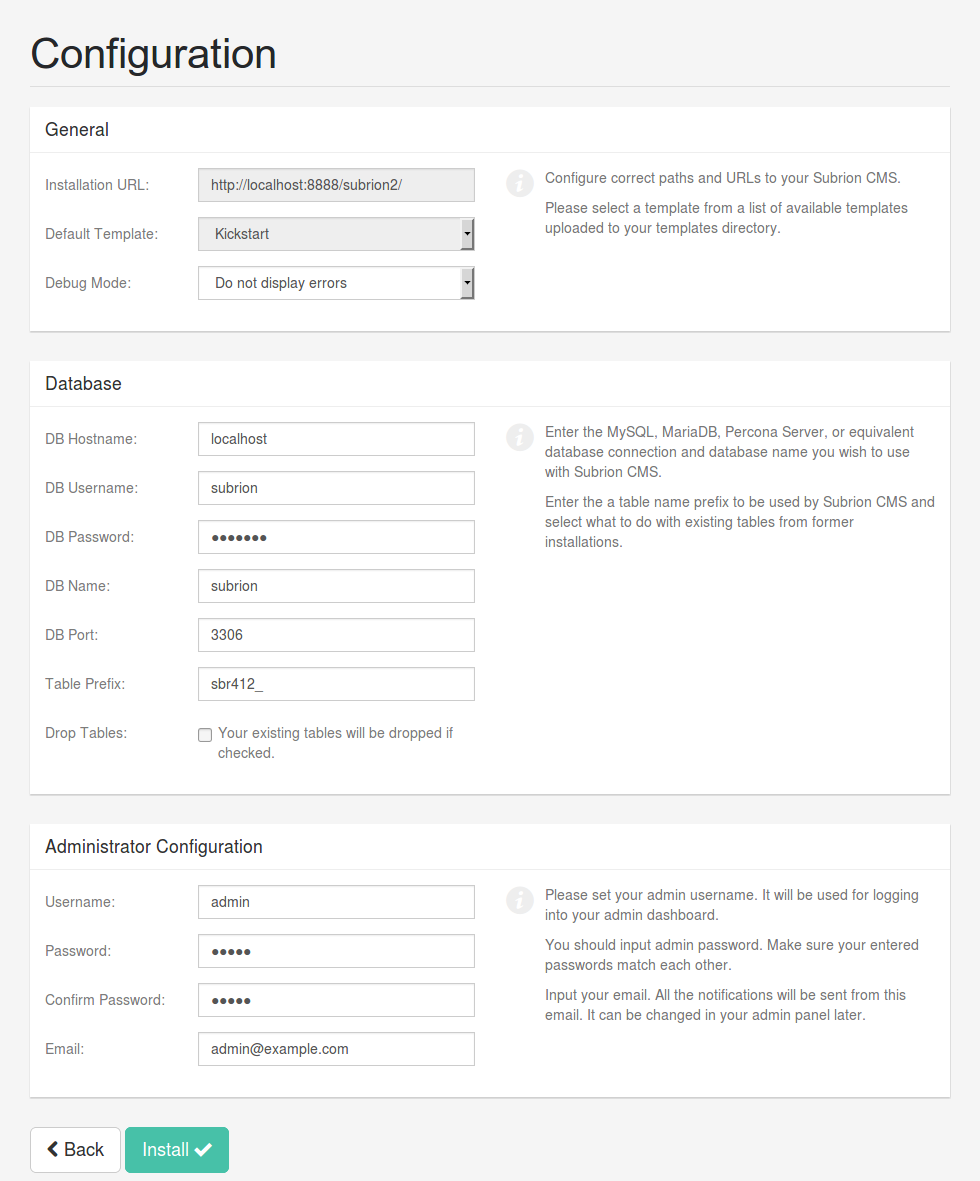 Configuration
General
Installation URL: http://localhost:8888/subrion2/
Default Template: Kickstart
Debug Mode: Do not display errors
Configure correct paths and URLs to your Subrion CMS.
Please select a template from a list of available templates
uploaded to your templates directory.
Database
DB Hostname: localhost
DB Username: subrion
DB Password: •••••••
DB Name: subrion
DB Port: 3306
Table Prefix: sbr412_
Drop Tables: Your existing tables will be dropped if
checked.
Enter the MySQL, MariaDB, Percona Server, or equivalent
database connection and database name you wish to use
with Subrion CMS.
Enter the a table name prefix to be used by Subrion CMS and
select what to do with existing tables from former
installations.
Administrator Configuration
Username: admin
Password: •••••
Confirm Password: •••••
Email: admin@example.com
Please set your admin username. It will be used for logging
into your admin dashboard.
You should input admin password. Make sure your entered
passwords match each other.
Input your email. All the notifications will be sent from this
email. It can be changed in your admin panel later.
Back Install